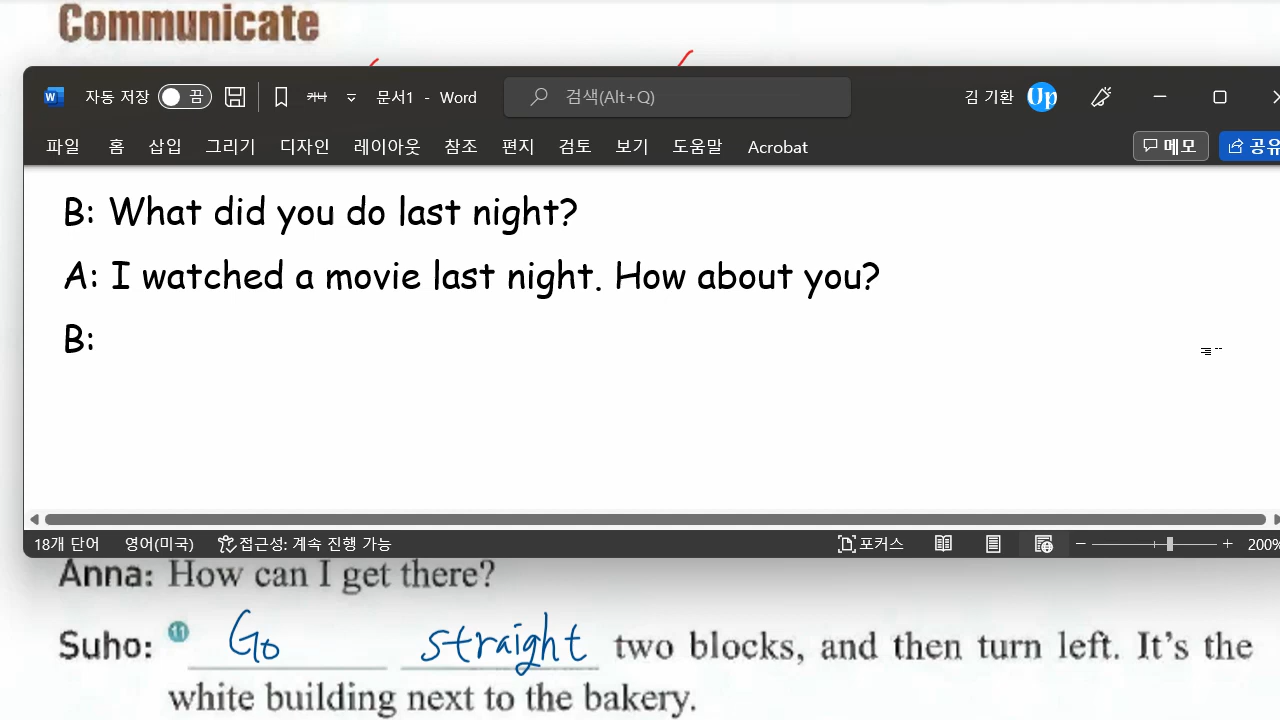 Communicate
자동 저장 끔 문서1 - Word 검색(Alt+Q) 김 기환 Up
파일 홈 삽입 그리기 디자인 레이아웃 참조 편지 검토 보기 도움말 Acrobat 메모 공유
B: What did you do last night?
A: I watched a movie last night. How about you?
B:
18개 단어 영어(미국) 접근성: 계속 진행 가능 포커스 200%
Anna: How can I get there?
Suho: 11 Go straight two blocks, and then turn left. It's the
white building next to the bakery.